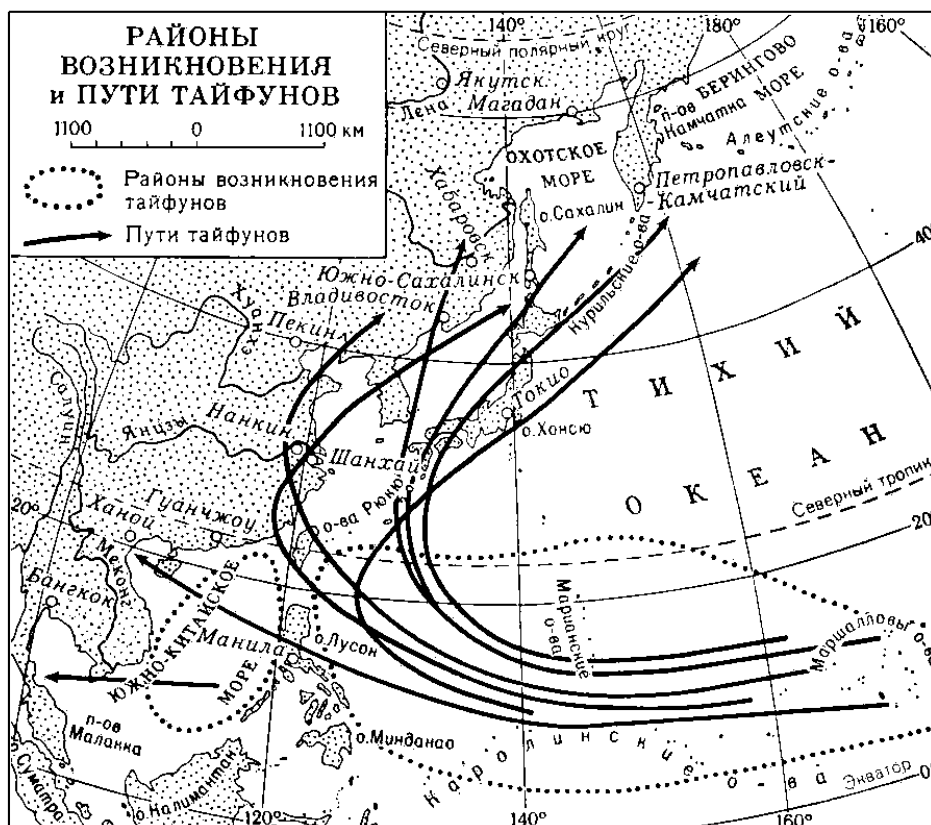 РАЙОНЫ
ВОЗНИКНОВЕНИЯ
и ПУТИ ТАЙФУНОВ
1100 0 1100 км
Районы возникновения
тайфунов
Пути тайфунов
140°
180°
160°
Северный полярный круг
Якутск
Лена
Магадан
п-ов
Камчатка
БЕРИНГОВО
МОРЕ
Алеутские о-ва
ОХОТСКОЕ
МОРЕ
Петропавловск-
-Камчатский
о.Сахалин
Хабаровск
Южно-Сахалинск
Владивосток
Курильские о-ва
40°
Хуанхэ
Пекин
Салуин
Янцзы
Нанкин
Шанхай
Токио
о.Хонсю
ТИХИЙ
ОКЕАН
о-ва Рюкю
Северный тропик
20°
20°
Ханой
Гуанчжоу
Меконг
Бангкок
ЮЖНО-КИТАЙСКОЕ
МОРЕ
Манила
о.Лусон
Марианские
о-ва
Маршалловы о-ва
п-ов
Малакка
о.Минданао
Каролинские о-ва
Экватор
0°
Суматра
о.Калимантан
120°
140°
160°